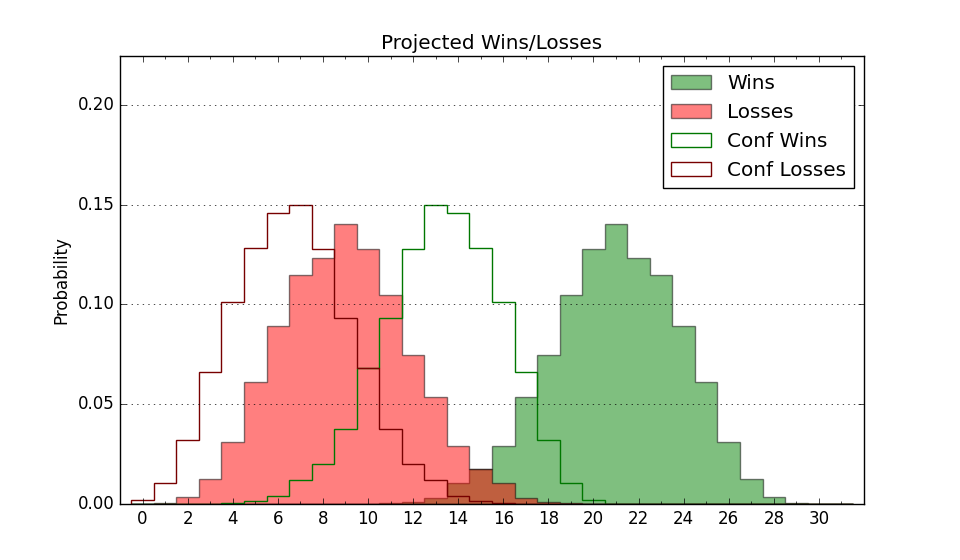 Projected Wins/Losses
Wins
Losses
Conf Wins
Conf Losses
Probability
0.20
0.15
0.10
0.05
0.00
0 2 4 6 8 10 12 14 16 18 20 22 24 26 28 30